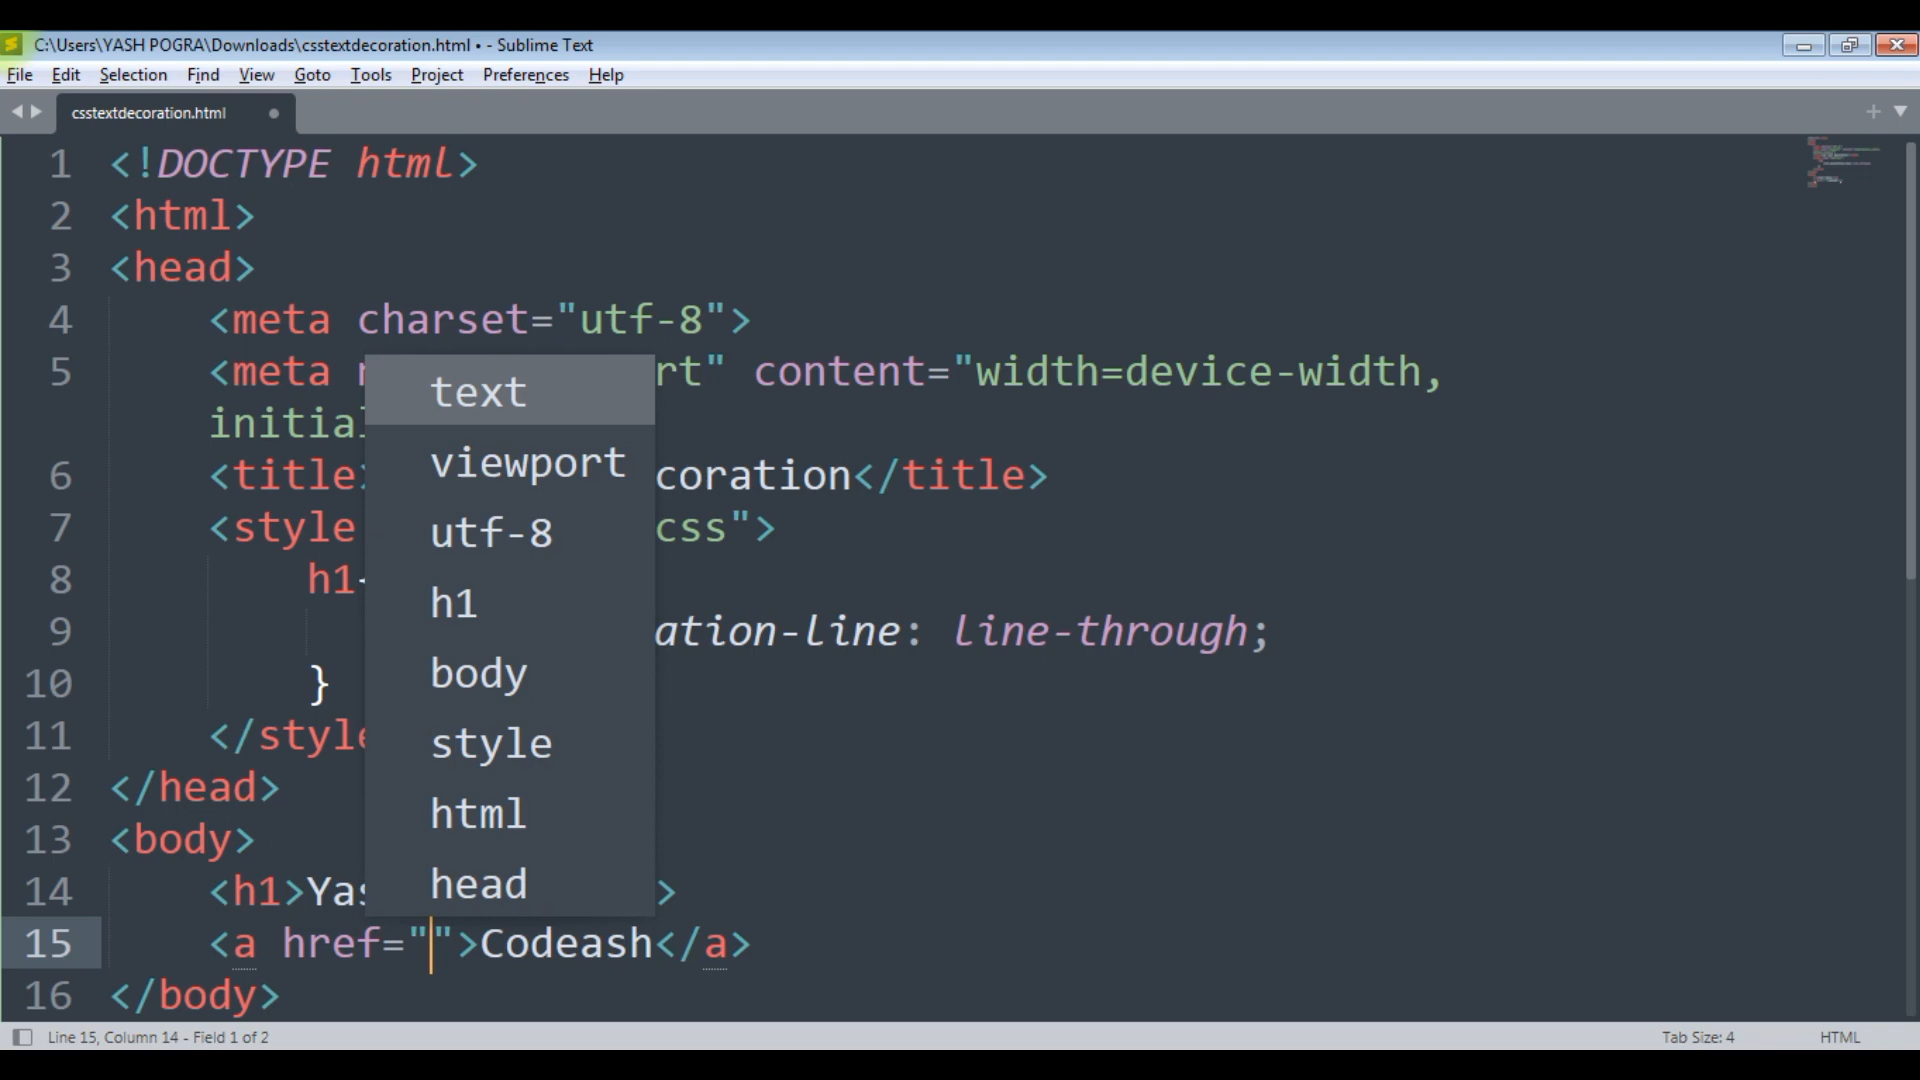 C:\Users\YASH POGRA\Downloads\csstextdecoration.html • - Sublime Text
File Edit Selection Find View Goto Tools Project Preferences Help
csstextdecoration.html
1 <!DOCTYPE html>
2 <html>
3 <head>
4 <meta charset="utf-8">
5 <meta rt" content="width=device-width,
initial
6 <title> coration</title>
7 <style css">
8 h1
9 ation-line: line-through;
10 }
11 </style
12 </head>
13 <body>
14 <h1>Yas >
15 <a href="">Codeash</a>
16 </body>
text
viewport
utf-8
h1
body
style
html
head
Line 15, Column 14 - Field 1 of 2 Tab Size: 4 HTML